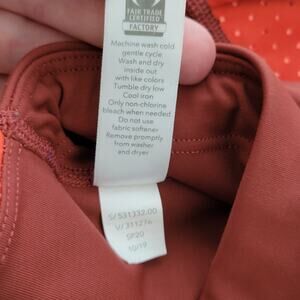 FAIR TRADE
CERTIFIED
FACTORY
Machine wash cold
gentle cycle
Wash and dry
inside out
with like colors
Tumble dry low
Cool iron
Only non-chlorine
bleach when needed
Do not use
fabric softener
Remove promptly
from washer
and dryer
S/531332.00
V/311276
SP20
10/19